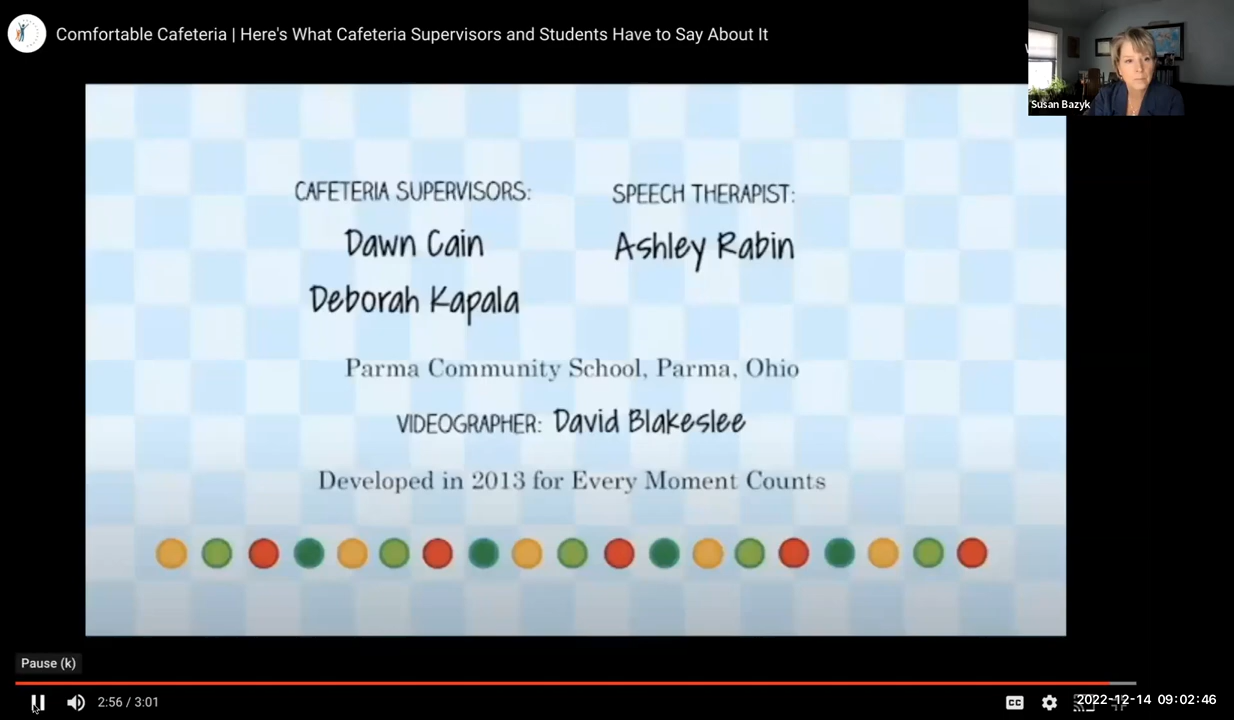 Comfortable Cafeteria | Here's What Cafeteria Supervisors and Students Have to Say About It
Susan Bazyk
CAFETERIA SUPERVISORS:
Dawn Cain
Deborah Kapala
SPEECH THERAPIST:
Ashley Rabin
Parma Community School, Parma, Ohio
VIDEOGRAPHER: David Blakeslee
Developed in 2013 for Every Moment Counts
Pause (k)
2:56 / 3:01
CC
2022-12-14 09:02:46